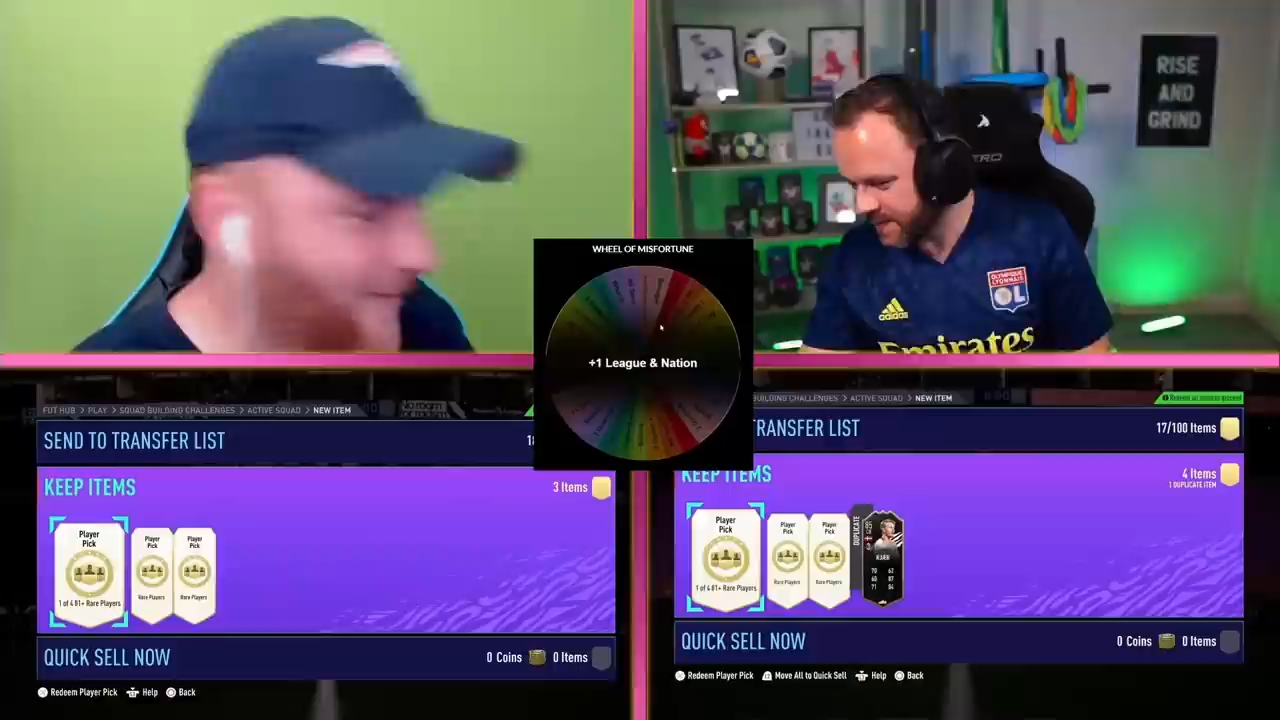 RISE
AND
GRIND
OLYMPIQUE
LYONNAIS
OL
adidas
Emirates
WHEEL OF MISFORTUNE
+1 League & Nation
FUT HUB > PLAY > SQUAD BUILDING CHALLENGES > ACTIVE SQUAD > NEW ITEM
SEND TO TRANSFER LIST
KEEP ITEMS
3 Items
Player
Pick
1 of 4 81+ Rare Players
Player
Pick
Rare Players
Player
Pick
Rare Players
QUICK SELL NOW
0 Coins
0 Items
Redeem Player Pick
Help
Back
BUILDING CHALLENGES > ACTIVE SQUAD > NEW ITEM
TRANSFER LIST
17/100 Items
KEEP ITEMS
4 Items
1 DUPLICATE ITEM
Player
Pick
1 of 4 81+ Rare Players
Player
Pick
Rare Players
Player
Pick
Rare Players
DUPLICATE
KJÆR
QUICK SELL NOW
0 Coins
0 Items
Redeem Player Pick
Move All to Quick Sell
Help
Back